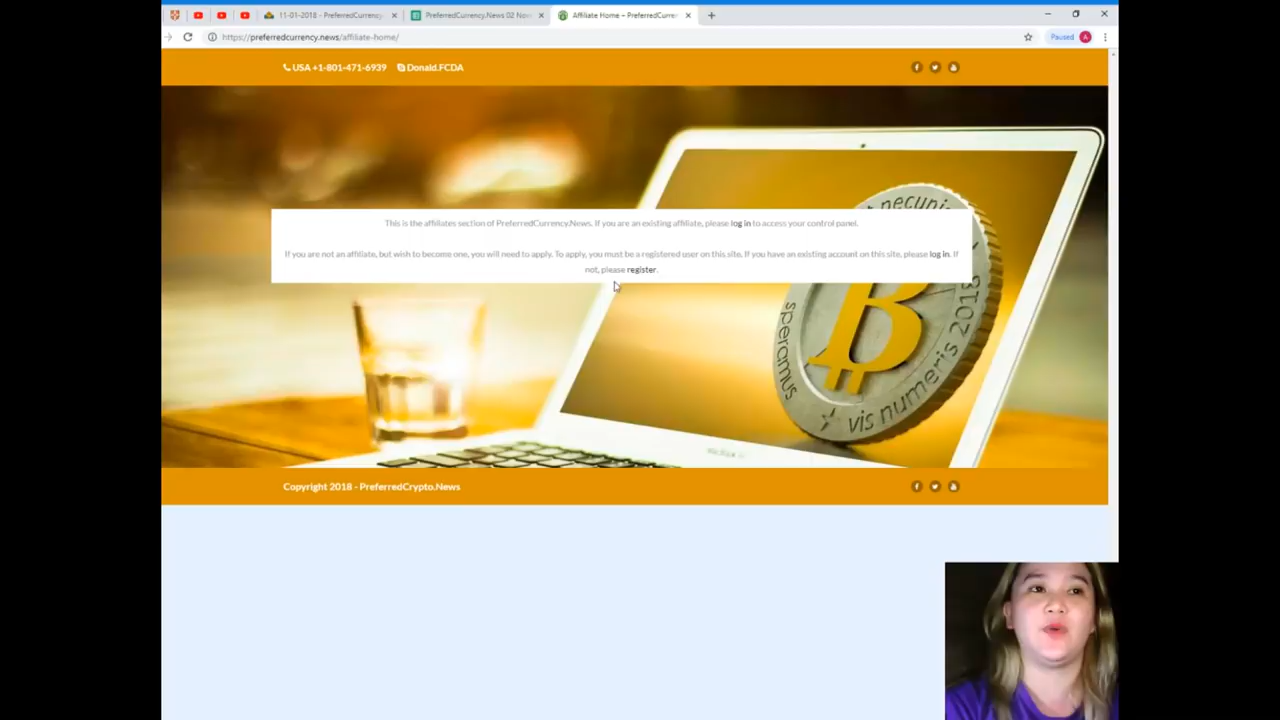 11-01-2018 - PreferredCurrency.
PreferredCurrency.News 02 Nov
Affiliate Home – PreferredCurren
https://preferredcurrency.news/affiliate-home/
Paused A
USA +1-801-471-6939 Donald.FCDA
This is the affiliates section of PreferredCurrency.News. If you are an existing affiliate, please log in to access your control panel.
If you are not an affiliate, but wish to become one, you will need to apply. To apply, you must be a registered user on this site. If you have an existing account on this site, please log in. If
not, please register.
necunia
speramus
vis numeris 2018
B
Copyright 2018 - PreferredCrypto.News